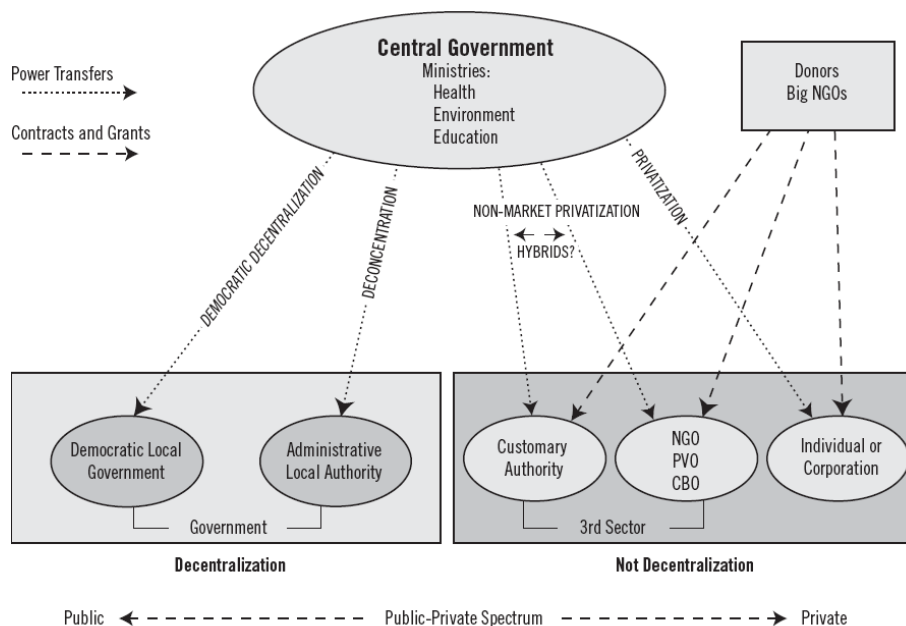 Central Government
Ministries:
Health
Environment
Education
Donors
Big NGOs
Power Transfers
Contracts and Grants
DEMOCRATIC DECENTRALIZATION
DECONCENTRATION
NON-MARKET PRIVATIZATION
HYBRIDS?
PRIVATIZATION
Democratic Local
Government
Administrative
Local Authority
Government
Customary
Authority
NGO
PVO
CBO
Individual or
Corporation
3rd Sector
Decentralization
Not Decentralization
Public
Public-Private Spectrum
Private